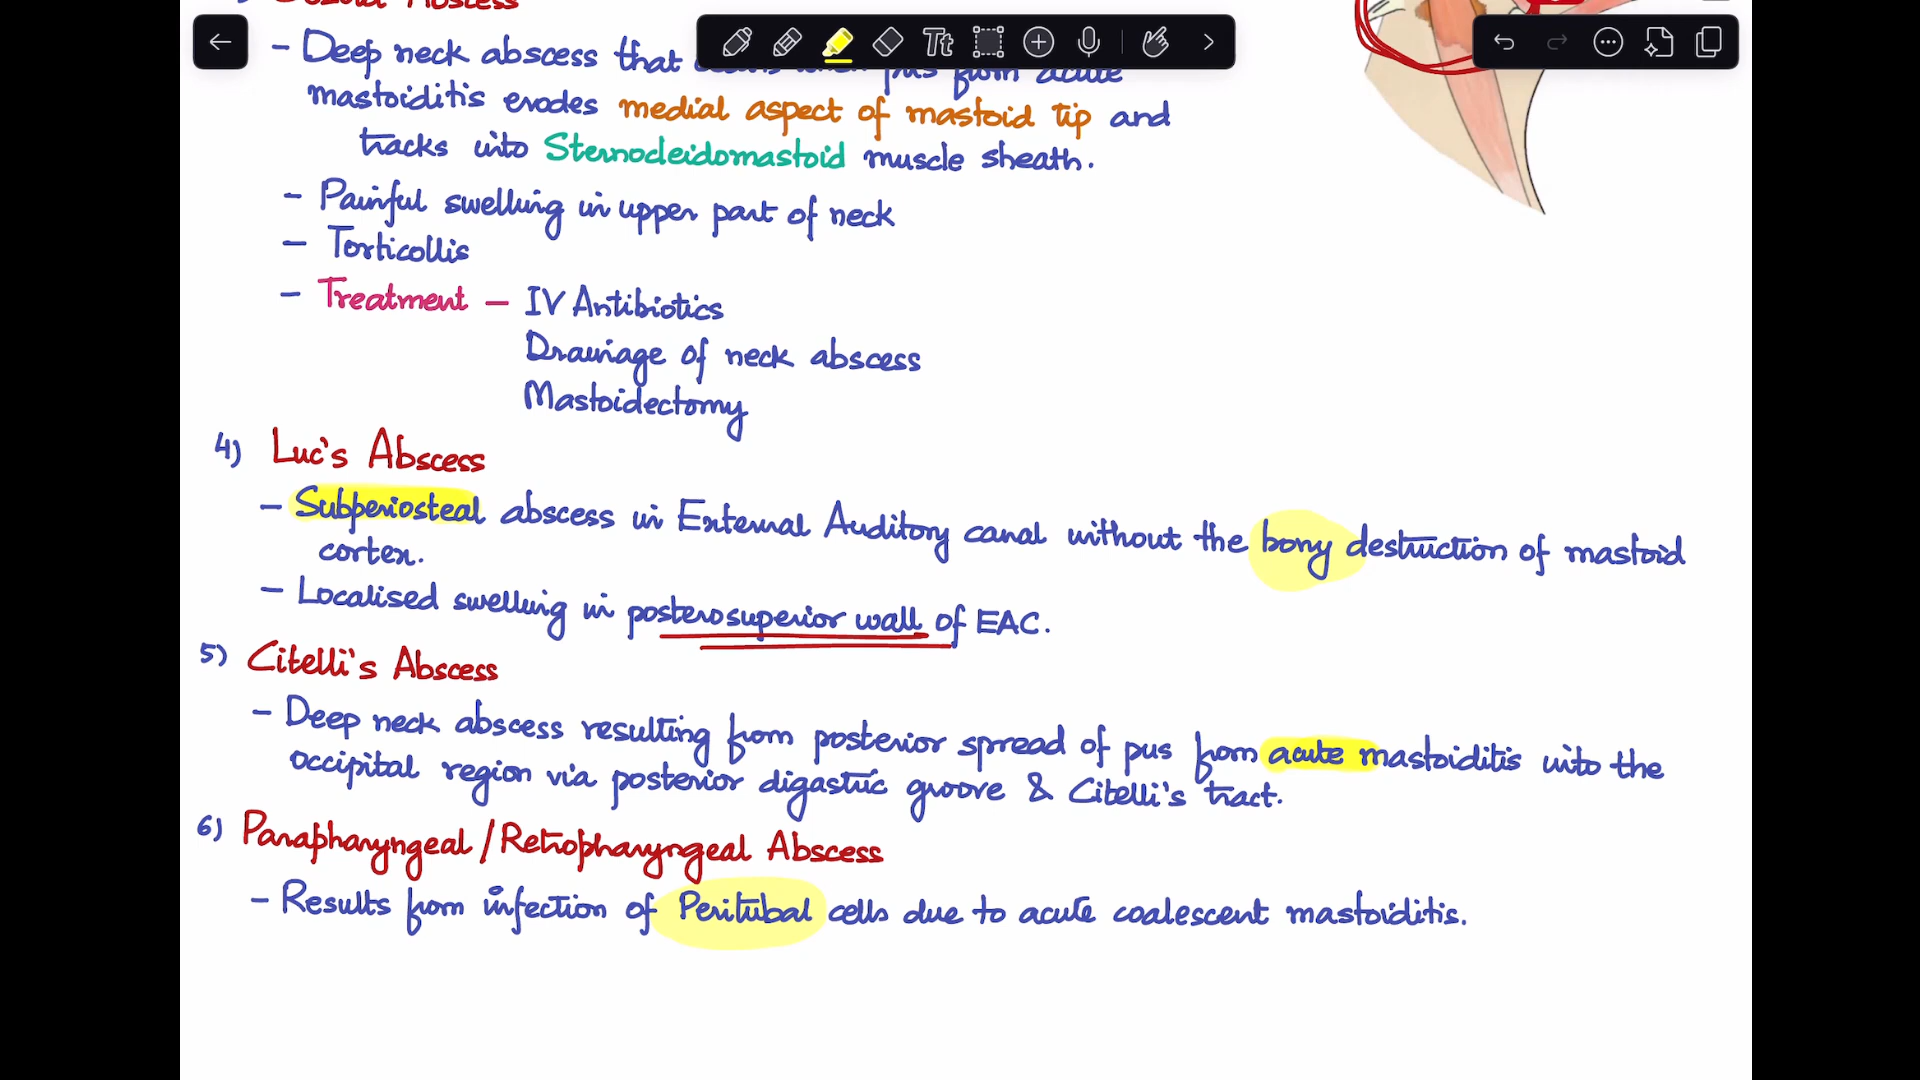 - Deep neck abscess that occurs when pus from acute
mastoiditis erodes medial aspect of mastoid tip and
tracks into Sternocleidomastoid muscle sheath.
- Painful swelling in upper part of neck
- Torticollis
- Treatment - IV Antibiotics
Drainage of neck abscess
Mastoidectomy
4) Luc's Abscess
- Subperiosteal abscess in External Auditory canal without the bony destruction of mastoid
cortex.
- Localised swelling in posterosuperior wall of EAC.
5) Citelli's Abscess
- Deep neck abscess resulting from posterior spread of pus from acute mastoiditis into the
occipital region via posterior digastric groove & Citelli's tract.
6) Parapharyngeal/Retropharyngeal Abscess
- Results from infection of Peritubal cells due to acute coalescent mastoiditis.